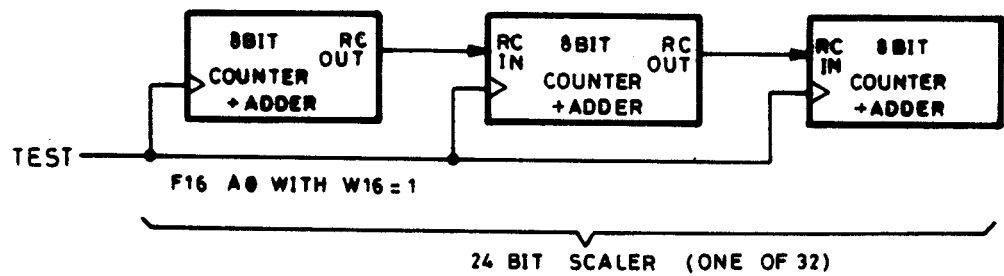 8BIT RC OUT
COUNTER
+ADDER
RC IN 8BIT RC OUT
COUNTER
+ADDER
RC IN 8BIT
COUNTER
+ADDER
TEST
F16 A0 WITH W16=1
24 BIT SCALER (ONE OF 32)